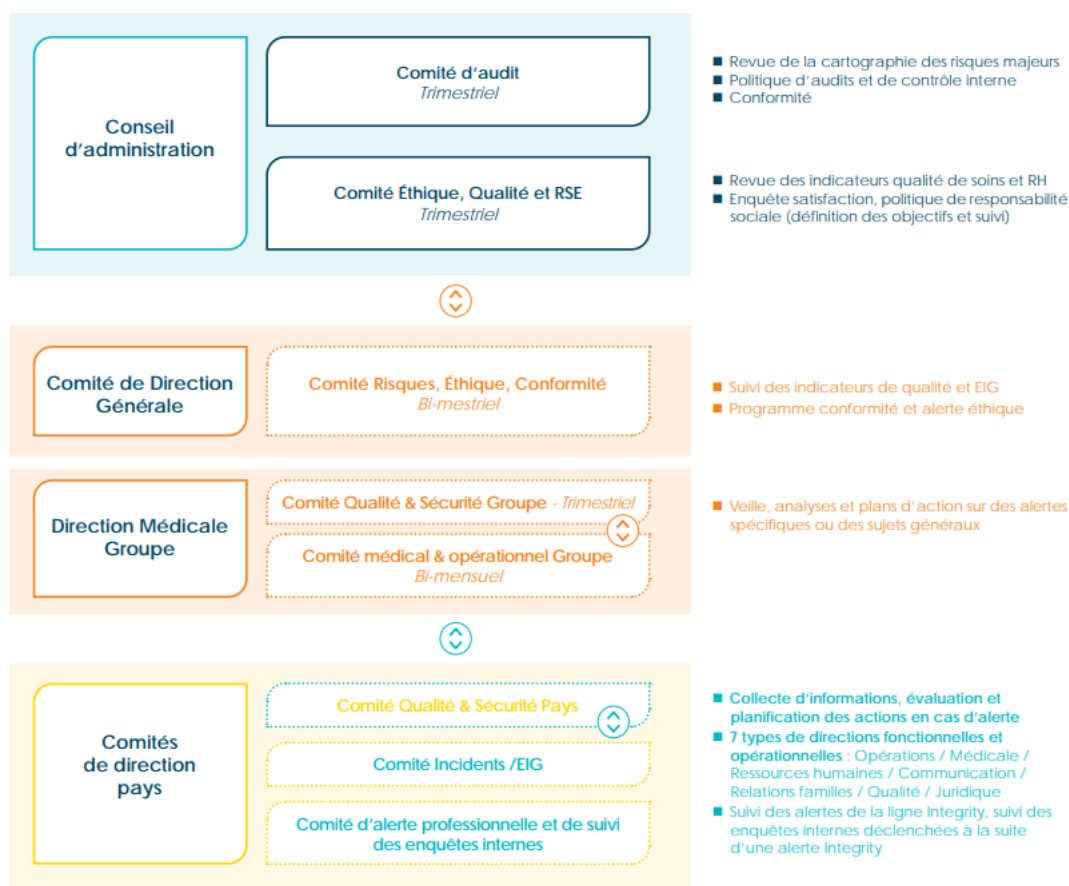 Conseil
d'administration
Comité d'audit
Trimestriel
■ Revue de la cartographie des risques majeurs
■ Politique d'audits et de contrôle interne
■ Conformité
Comité Éthique, Qualité et RSE
Trimestriel
■ Revue des indicateurs qualité de soins et RH
■ Enquête satisfaction, politique de responsabilité
sociale (définition des objectifs et suivi)
Comité de Direction
Générale
Comité Risques, Éthique, Conformité
Bi-mestriel
■ Suivi des indicateurs de qualité et EIG
■ Programme conformité et alerte éthique
Direction Médicale
Groupe
Comité Qualité & Sécurité Groupe - Trimestriel
Comité médical & opérationnel Groupe
Bi-mensuel
■ Veille, analyses et plans d'action sur des alertes
spécifiques ou des sujets généraux
Comités
de direction
pays
Comité Qualité & Sécurité Pays
Comité Incidents /EIG
Comité d'alerte professionnelle et de suivi
des enquêtes internes
■ Collecte d'informations, évaluation et
planification des actions en cas d'alerte
■ 7 types de directions fonctionnelles et
opérationnelles : Opérations / Médicale /
Ressources humaines / Communication /
Relations familles / Qualité / Juridique
■ Suivi des alertes de la ligne Integrity, suivi des
enquêtes internes déclenchées à la suite
d'une alerte Integrity